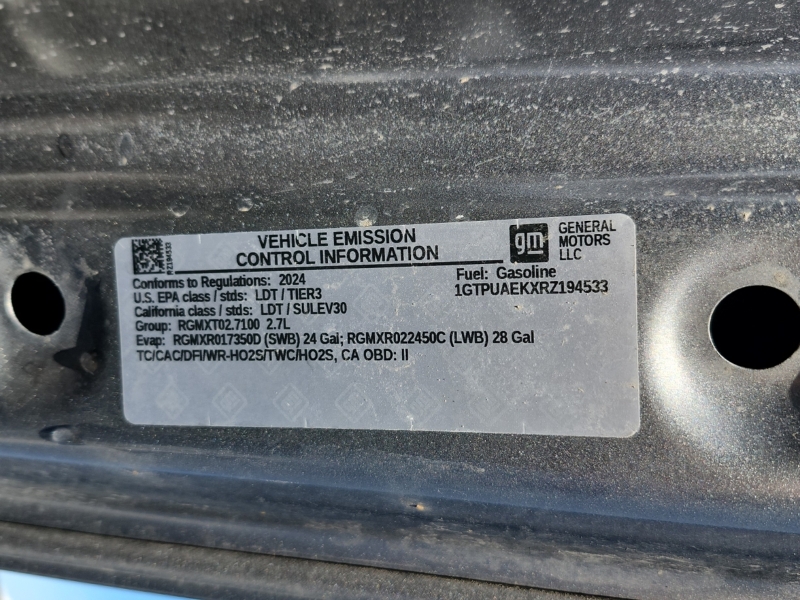 RZ194533
VEHICLE EMISSION
CONTROL INFORMATION
gm
GENERAL
MOTORS
LLC
Conforms to Regulations: 2024
Fuel: Gasoline
U.S. EPA class / stds: LDT / TIER3
1GTPUAEKXRZ194533
California class / stds: LDT / SULEV30
Group: RGMXT02.7100 2.7L
Evap: RGMXR017350D (SWB) 24 Gal; RGMXR022450C (LWB) 28 Gal
TC/CAC/DFI/WR-HO2S/TWC/HO2S, CA OBD: II